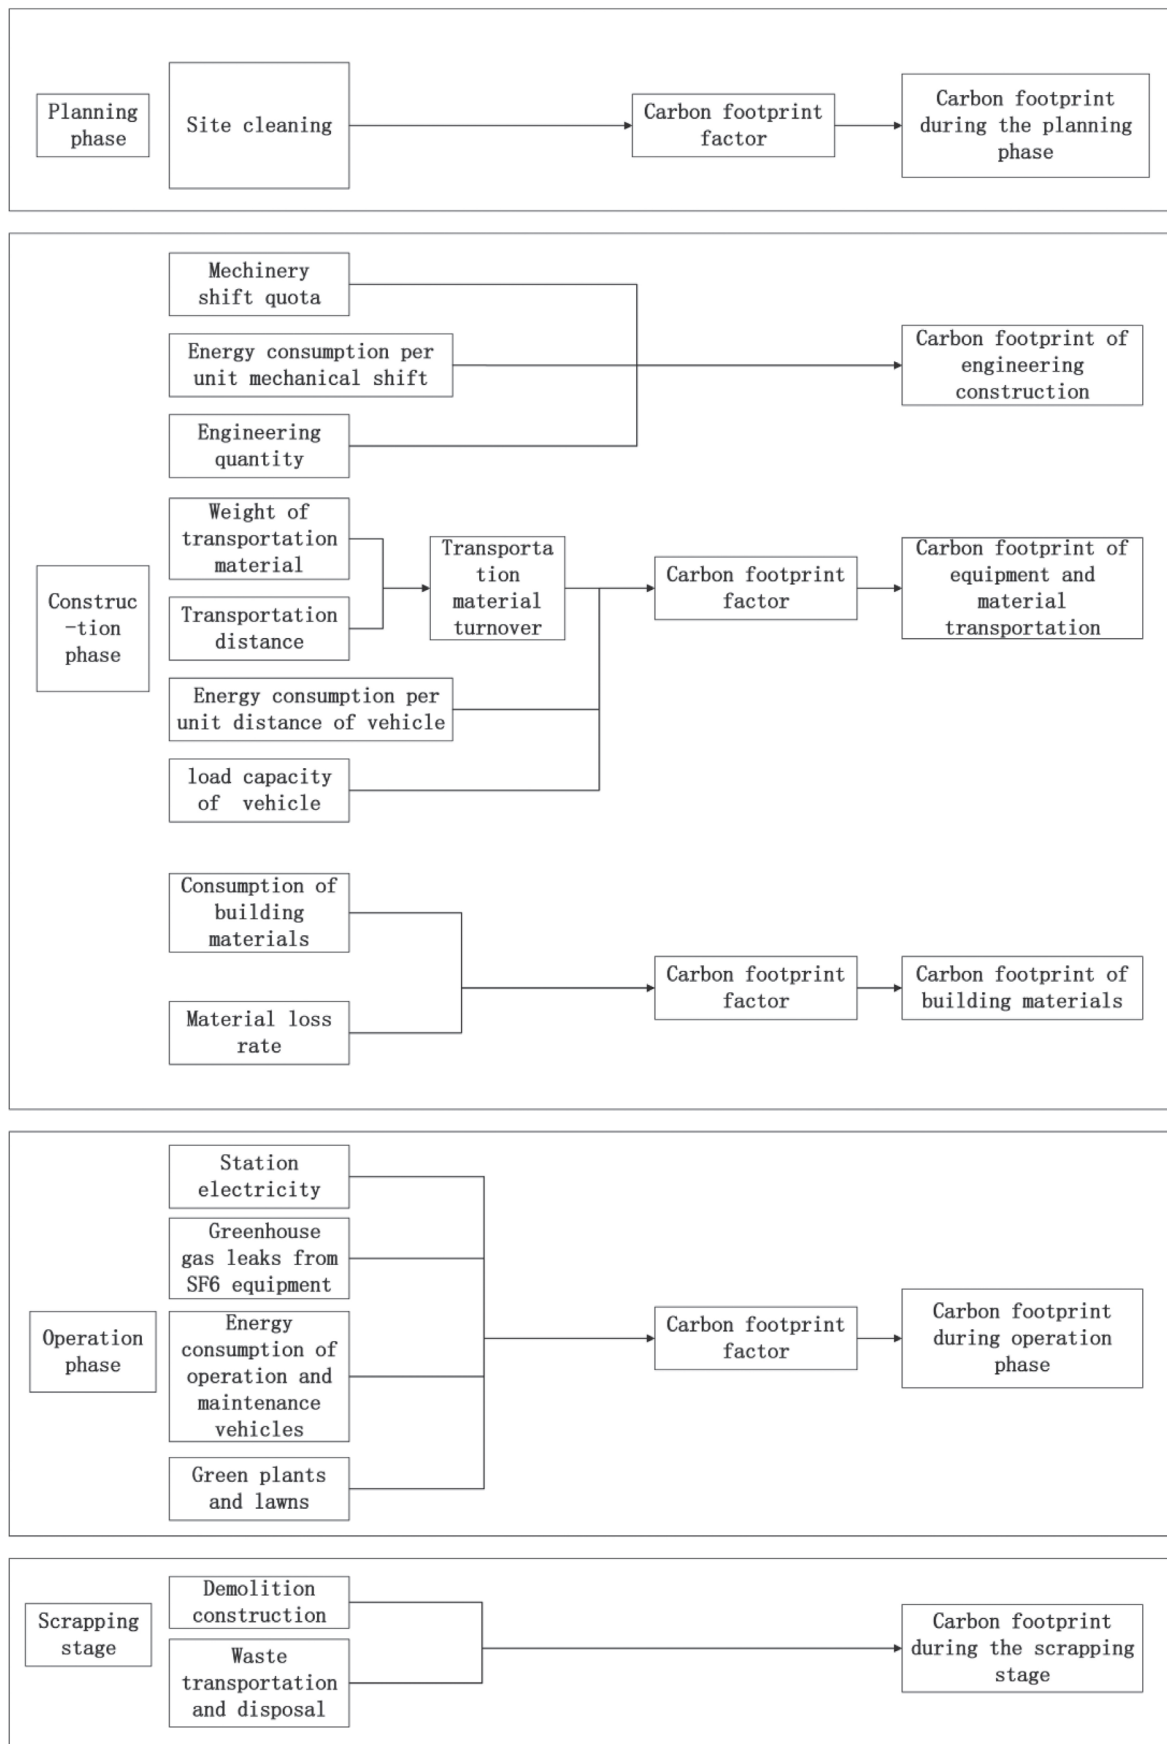 Planning
phase
Site cleaning
Carbon footprint
factor
Carbon footprint
during the planning
phase
Mechinery
shift quota
Energy consumption per
unit mechanical shift
Engineering
quantity
Carbon footprint of
engineering
construction
Construc
-tion
phase
Weight of
transportation
material
Transportation
distance
Transporta
tion
material
turnover
Energy consumption per
unit distance of vehicle
load capacity
of vehicle
Carbon footprint
factor
Carbon footprint of
equipment and
material
transportation
Consumption of
building
materials
Material loss
rate
Carbon footprint
factor
Carbon footprint of
building materials
Operation
phase
Station
electricity
Greenhouse
gas leaks from
SF6 equipment
Energy
consumption of
operation and
maintenance
vehicles
Green plants
and lawns
Carbon footprint
factor
Carbon footprint
during operation
phase
Scrapping
stage
Demolition
construction
Waste
transportation
and disposal
Carbon footprint
during the scrapping
stage